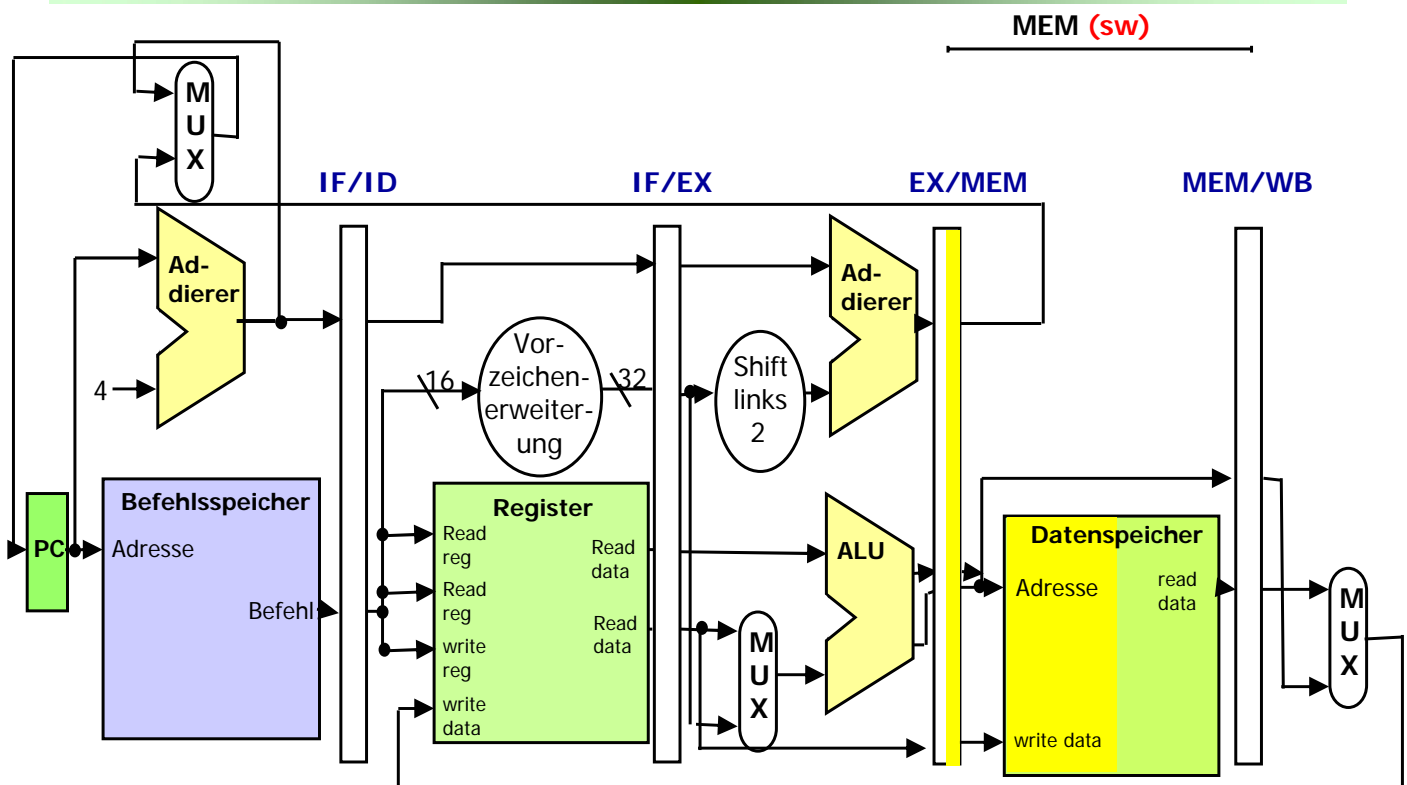 MEM (sw)
M
U
X
IF/ID
IF/EX
EX/MEM
MEM/WB
Ad-
dierer
4
16
Vor-
zeichen-
erweiter-
ung
32
Shift
links
2
Ad-
dierer
PC
Befehlsspeicher
Adresse
Befehl
Register
Read
reg
Read
reg
write
reg
write
data
Read
data
Read
data
M
U
X
ALU
Datenspeicher
Adresse
read
data
write data
M
U
X